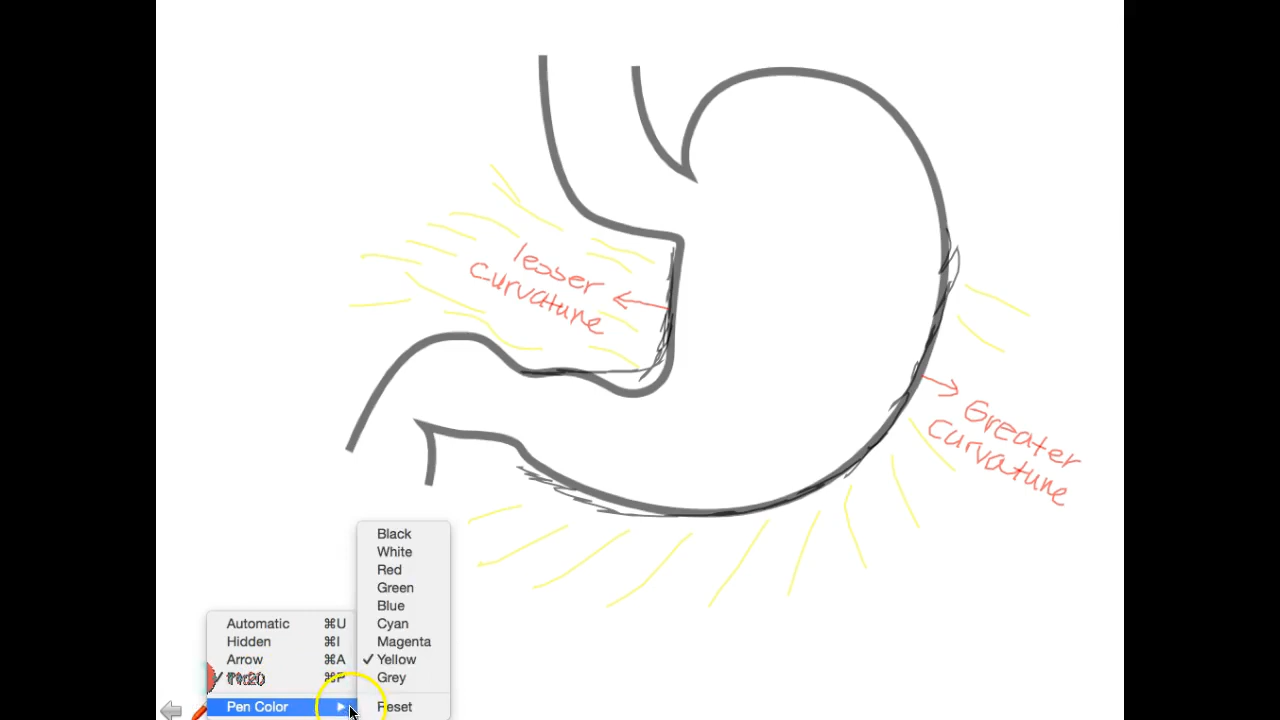 lesser
curvature
Greater
curvature
Black
White
Red
Green
Blue
Cyan
Magenta
✓ Yellow
Grey
Reset
Automatic ⌘U
Hidden ⌘I
Arrow ⌘A
⌘P
Pen Color